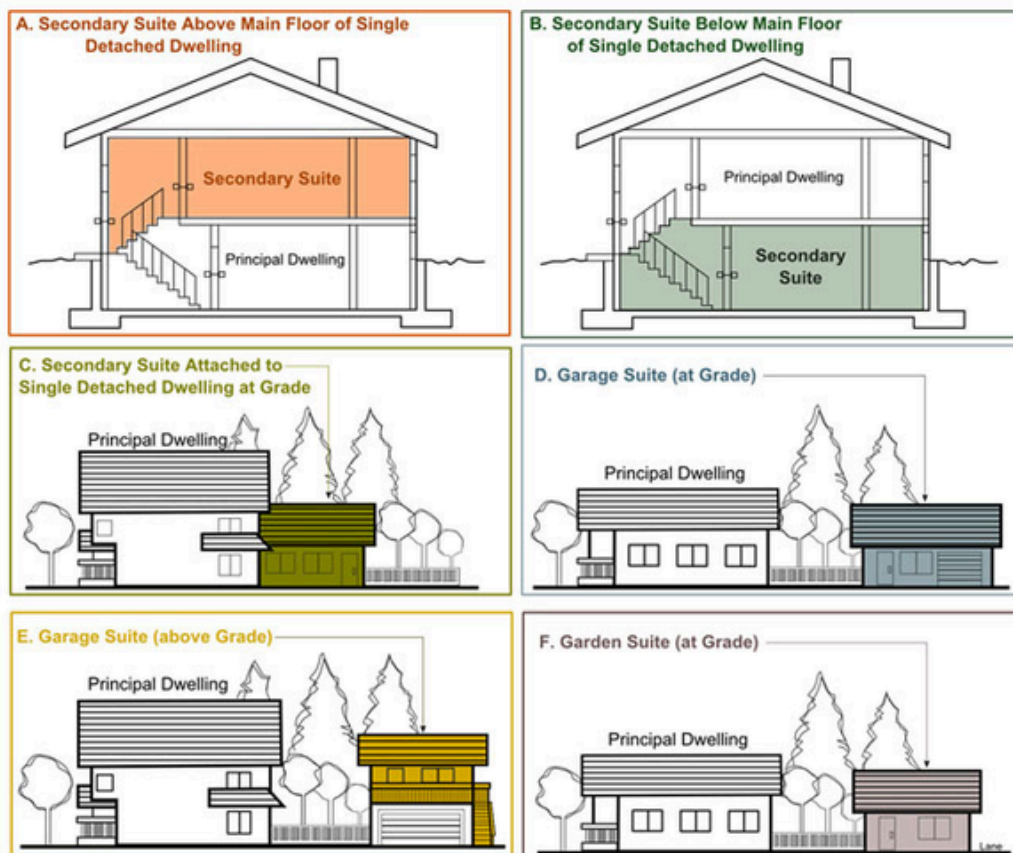 A. Secondary Suite Above Main Floor of Single
Detached Dwelling
Secondary Suite
Principal Dwelling
B. Secondary Suite Below Main Floor
of Single Detached Dwelling
Principal Dwelling
Secondary
Suite
C. Secondary Suite Attached to
Single Detached Dwelling at Grade
Principal Dwelling
D. Garage Suite (at Grade)
Principal Dwelling
E. Garage Suite (above Grade)
Principal Dwelling
F. Garden Suite (at Grade)
Principal Dwelling
Lane